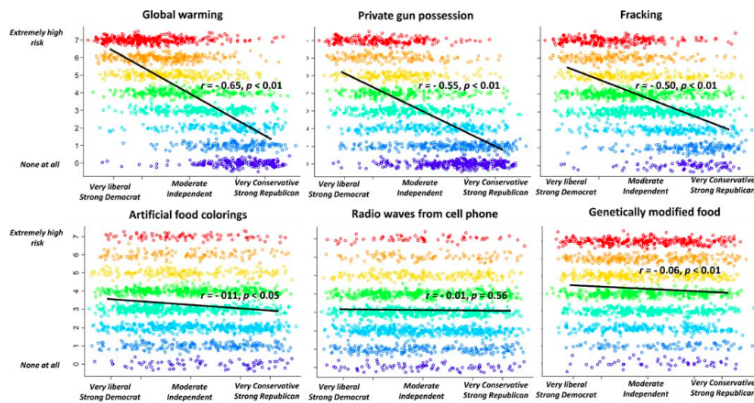 Global warming
Private gun possession
Fracking
Extremely high
risk
7
6
5
4
3
2
1
0
None at all
r = - 0.65, p < 0.01
r = - 0.55, p < 0.01
r = - 0.50, p < 0.01
Very liberal
Strong Democrat
Moderate
Independent
Very Conservative
Strong Republican
Very liberal
Strong Democrat
Moderate
Independent
Very Conservative
Strong Republican
Very liberal
Strong Democrat
Moderate
Independent
Very Conservative
Strong Republican
Artificial food colorings
Radio waves from cell phone
Genetically modified food
Extremely high
risk
7
6
5
4
3
2
1
0
None at all
r = - 011, p < 0.05
r = - 0.01, p = 0.56
r = - 0.06, p < 0.01
Very liberal
Strong Democrat
Moderate
Independent
Very Conservative
Strong Republican
Very liberal
Strong Democrat
Moderate
Independent
Very Conservative
Strong Republican
Very liberal
Strong Democrat
Moderate
Independent
Very Conservative
Strong Republican